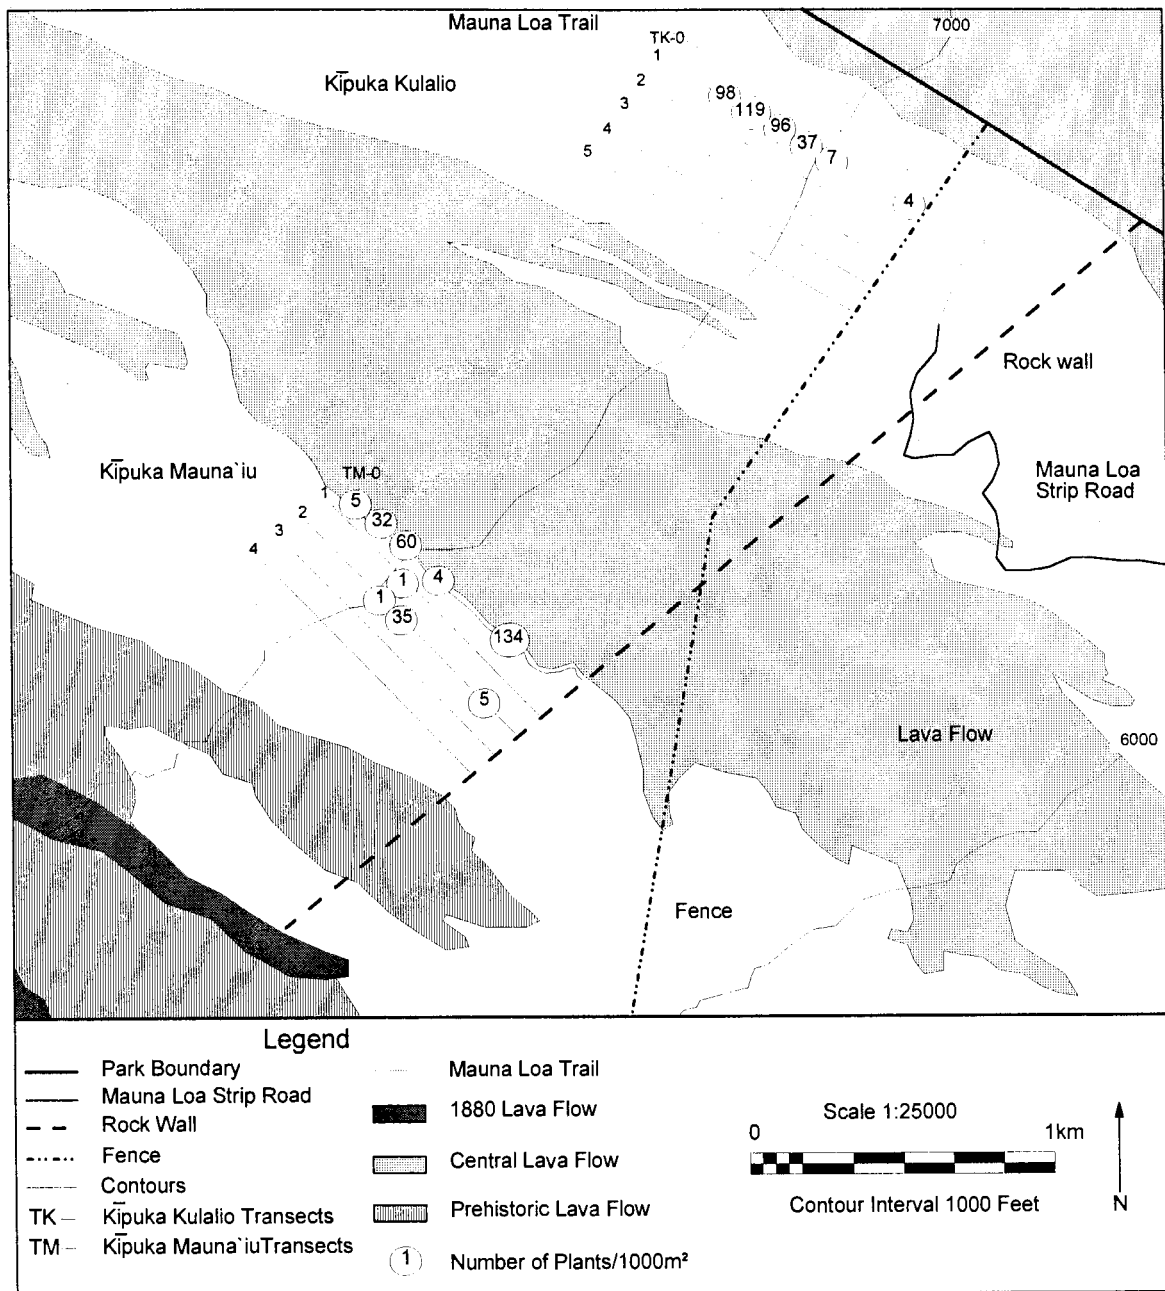 Mauna Loa Trail
7000
TK-0
1
Kīpuka Kulalio
2
3
98
119
4
96
37
5
7
4
Rock wall
Kīpuka Mauna`iu
TM-0
Mauna Loa
Strip Road
1
5
2
32
3
60
4
1
4
1
35
134
5
Lava Flow
6000
Fence
Legend
Park Boundary
Mauna Loa Strip Road
Rock Wall
Fence
Contours
TK Kīpuka Kulalio Transects
TM Kīpuka Mauna`iuTransects
Mauna Loa Trail
1880 Lava Flow
Central Lava Flow
Prehistoric Lava Flow
1 Number of Plants/1000m²
Scale 1:25000
0 1km
Contour Interval 1000 Feet
N